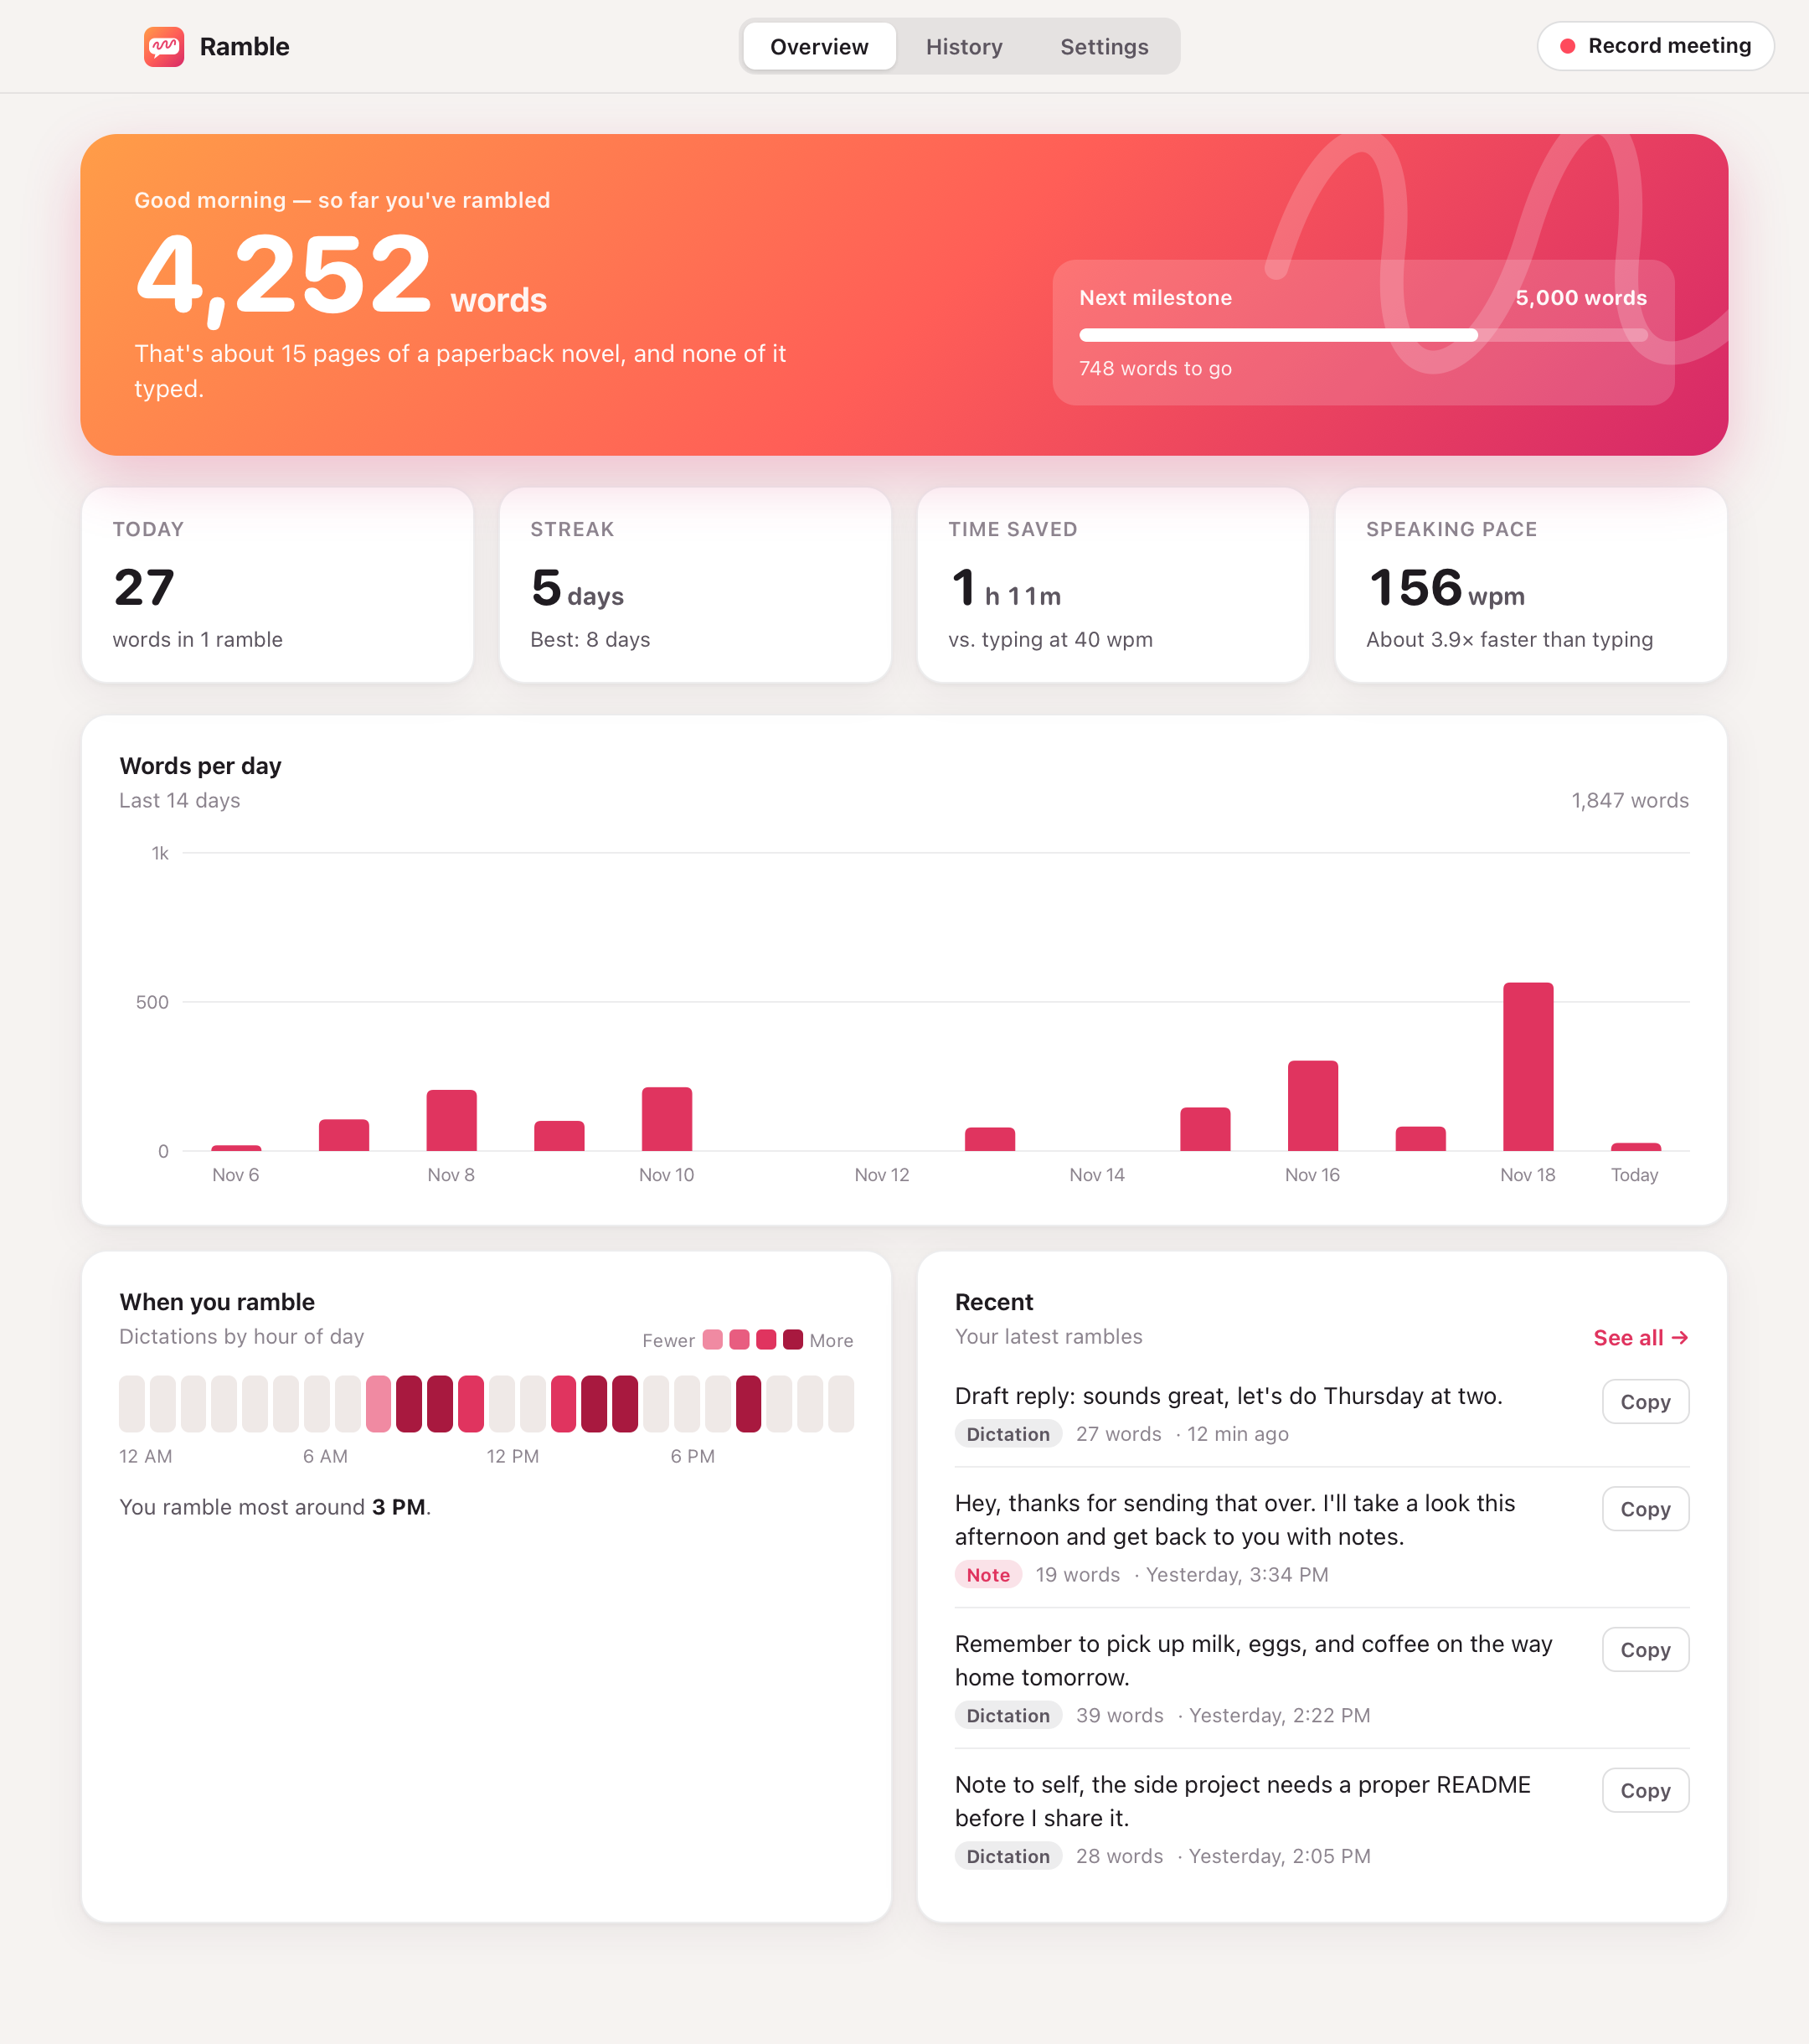 Ramble
Overview
History
Settings
Record meeting
Good morning — so far you've rambled
4,252 words
That's about 15 pages of a paperback novel, and none of it
typed.
Next milestone
5,000 words
748 words to go
TODAY
27
words in 1 ramble
STREAK
5 days
Best: 8 days
TIME SAVED
1 h 11m
vs. typing at 40 wpm
SPEAKING PACE
156 wpm
About 3.9× faster than typing
Words per day
Last 14 days
1,847 words
1k
500
0
Nov 6
Nov 8
Nov 10
Nov 12
Nov 14
Nov 16
Nov 18
Today
When you ramble
Dictations by hour of day
Fewer
More
12 AM
6 AM
12 PM
6 PM
You ramble most around 3 PM.
Recent
Your latest rambles
See all →
Draft reply: sounds great, let's do Thursday at two.
Dictation 27 words · 12 min ago
Copy
Hey, thanks for sending that over. I'll take a look this
afternoon and get back to you with notes.
Note 19 words · Yesterday, 3:34 PM
Copy
Remember to pick up milk, eggs, and coffee on the way
home tomorrow.
Dictation 39 words · Yesterday, 2:22 PM
Copy
Note to self, the side project needs a proper README
before I share it.
Dictation 28 words · Yesterday, 2:05 PM
Copy